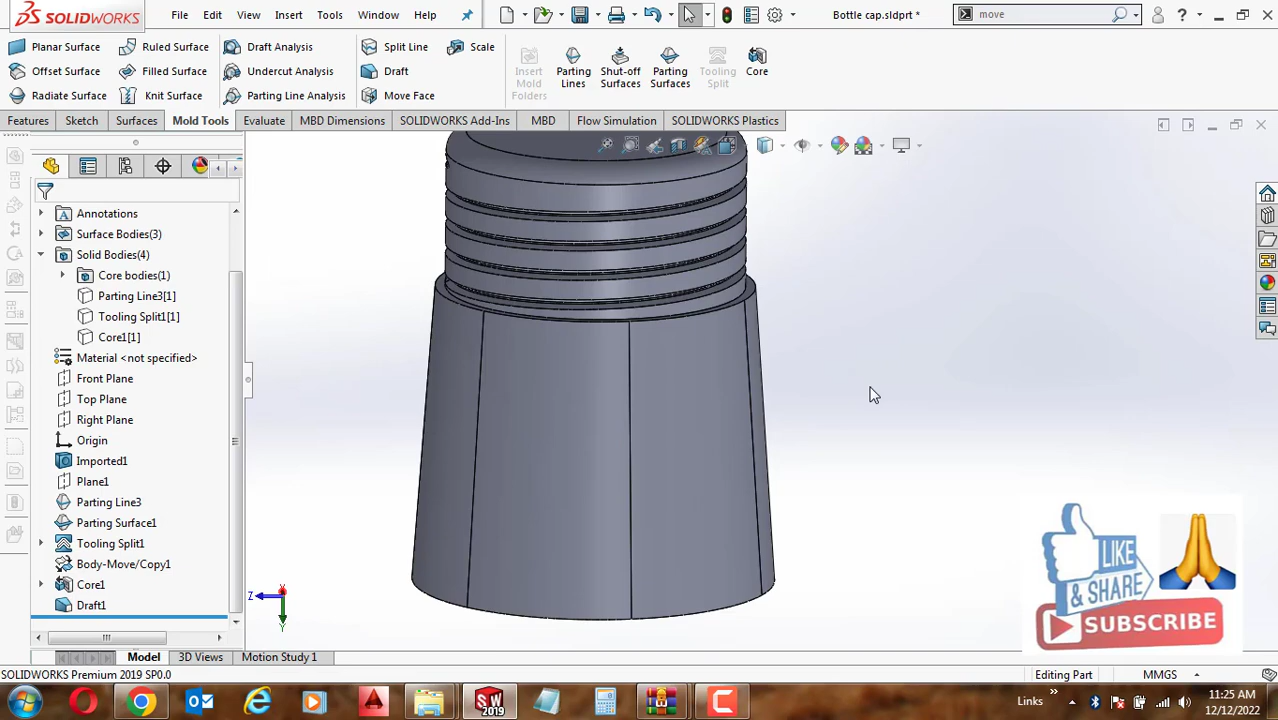 SOLIDWORKS File Edit View Insert Tools Window Help Bottle cap.sldprt * move ?
Planar Surface Ruled Surface Draft Analysis Split Line Scale
Offset Surface Filled Surface Undercut Analysis Draft
Radiate Surface Knit Surface Parting Line Analysis Move Face
Insert Mold Folders Parting Lines Shut-off Surfaces Parting Surfaces Tooling Split Core
Features Sketch Surfaces Mold Tools Evaluate MBD Dimensions SOLIDWORKS Add-Ins MBD Flow Simulation SOLIDWORKS Plastics
Annotations
Surface Bodies(3)
Solid Bodies(4)
Core bodies(1)
Parting Line3[1]
Tooling Split1[1]
Core1[1]
Material <not specified>
Front Plane
Top Plane
Right Plane
Origin
Imported1
Plane1
Parting Line3
Parting Surface1
Tooling Split1
Body-Move/Copy1
Core1
Draft1
Z
Y
LIKE
& SHARE
SUBSCRIBE
Model 3D Views Motion Study 1
SOLIDWORKS Premium 2019 SP0.0 Editing Part MMGS
SW
2019
Links
11:25 AM
12/12/2022